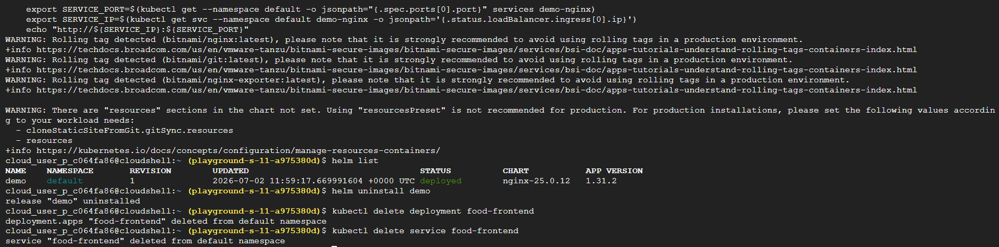 export SERVICE_PORT=$(kubectl get --namespace default -o jsonpath="{.spec.ports[0].port}" services demo-nginx)
export SERVICE_IP=$(kubectl get svc --namespace default demo-nginx -o jsonpath='{.status.loadBalancer.ingress[0].ip}')
echo "http://${SERVICE_IP}:${SERVICE_PORT}"
WARNING: Rolling tag detected (bitnami/nginx:latest), please note that it is strongly recommended to avoid using rolling tags in a production environment.
+info https://techdocs.broadcom.com/us/en/vmware-tanzu/bitnami-secure-images/bitnami-secure-images/services/bsi-doc/apps-tutorials-understand-rolling-tags-containers-index.html
WARNING: Rolling tag detected (bitnami/git:latest), please note that it is strongly recommended to avoid using rolling tags in a production environment.
+info https://techdocs.broadcom.com/us/en/vmware-tanzu/bitnami-secure-images/bitnami-secure-images/services/bsi-doc/apps-tutorials-understand-rolling-tags-containers-index.html
WARNING: Rolling tag detected (bitnami/nginx-exporter:latest), please note that it is strongly recommended to avoid using rolling tags in a production environment.
+info https://techdocs.broadcom.com/us/en/vmware-tanzu/bitnami-secure-images/bitnami-secure-images/services/bsi-doc/apps-tutorials-understand-rolling-tags-containers-index.html
WARNING: There are "resources" sections in the chart not set. Using "resourcesPreset" is not recommended for production. For production installations, please set the following values accordin
g to your workload needs:
- cloneStaticSiteFromGit.gitSync.resources
- resources
+info https://kubernetes.io/docs/concepts/configuration/manage-resources-containers/
cloud_user_p_c064fa86@cloudshell:~ (playground-s-11-a975380d)$ helm list
NAME NAMESPACE REVISION UPDATED STATUS CHART APP VERSION
demo default 1 2026-07-02 11:59:17.669991604 +0000 UTC deployed nginx-25.0.12 1.31.2
cloud_user_p_c064fa86@cloudshell:~ (playground-s-11-a975380d)$ helm uninstall demo
release "demo" uninstalled
cloud_user_p_c064fa86@cloudshell:~ (playground-s-11-a975380d)$ kubectl delete deployment food-frontend
deployment.apps "food-frontend" deleted from default namespace
cloud_user_p_c064fa86@cloudshell:~ (playground-s-11-a975380d)$ kubectl delete service food-frontend
service "food-frontend" deleted from default namespace